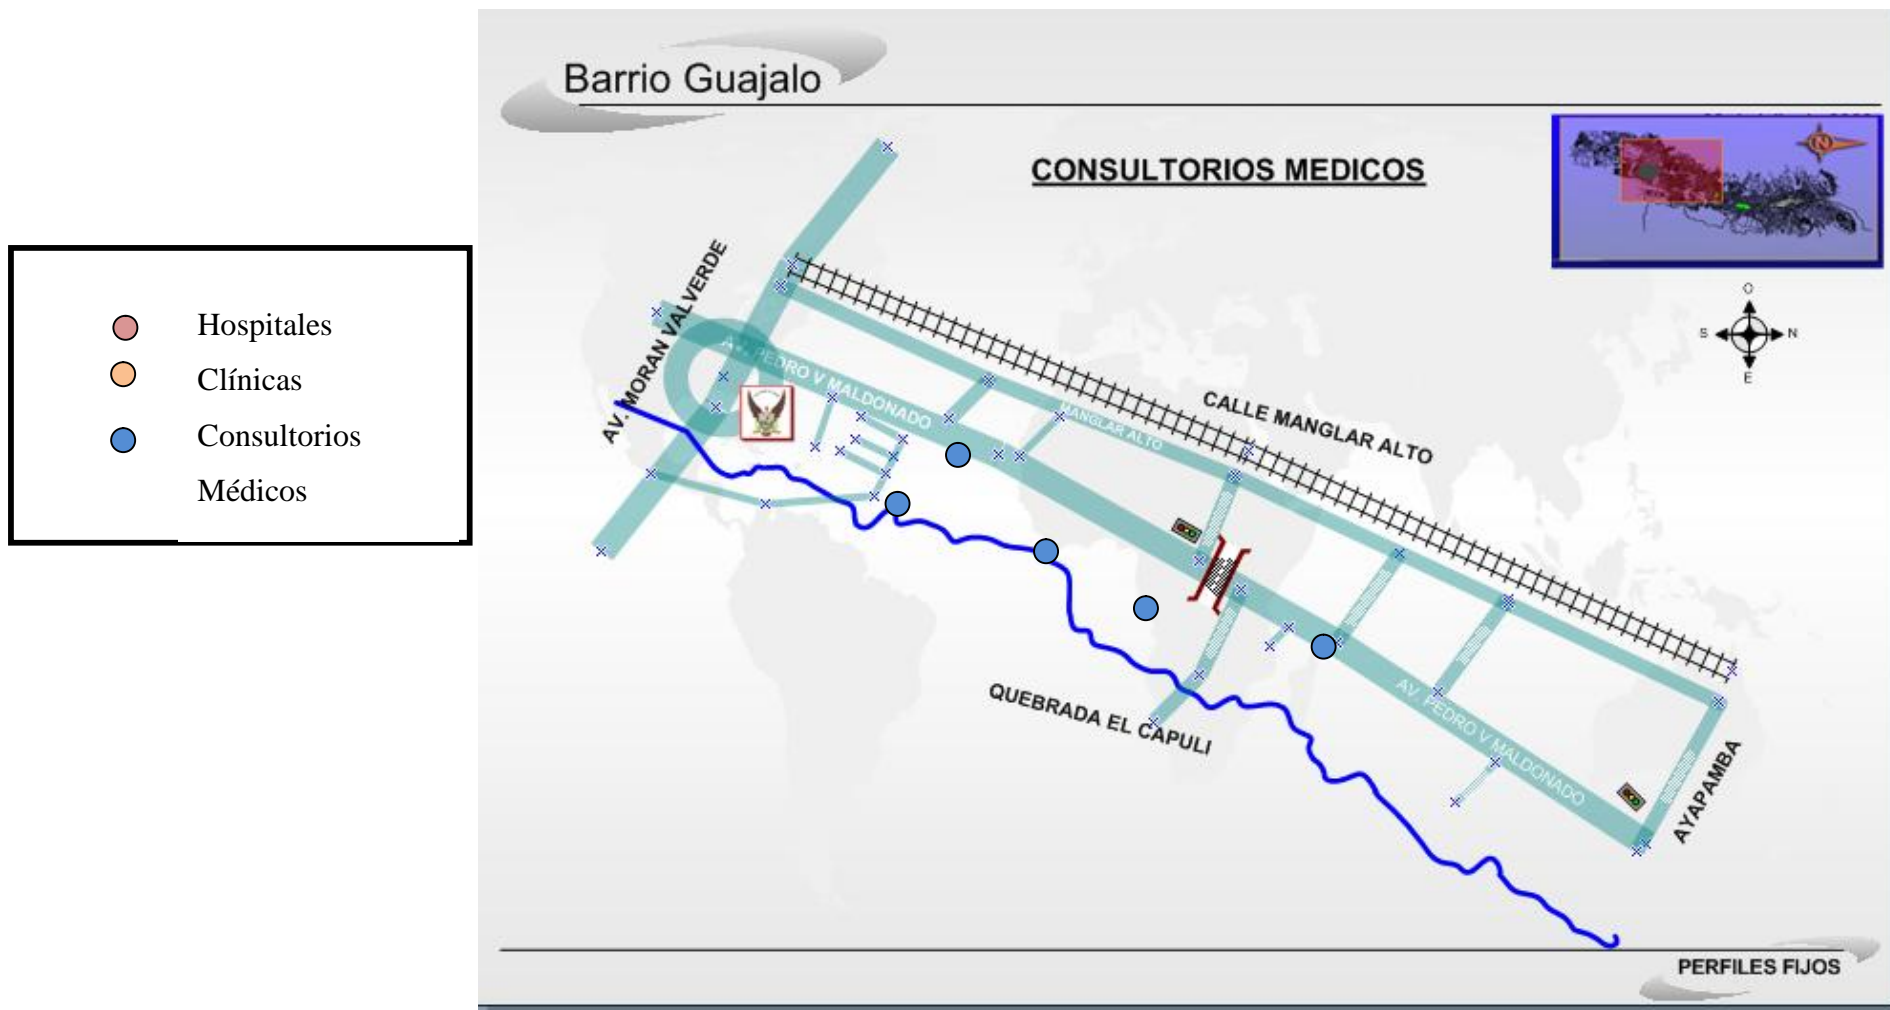 Barrio Guajalo
CONSULTORIOS MEDICOS
N
Hospitales
Clínicas
Consultorios
Médicos
AV. MORAN VALVERDE
AV. PEDRO V MALDONADO
MANGLAR ALTO
CALLE MANGLAR ALTO
O
S
N
E
QUEBRADA EL CAPULI
AV. PEDRO V MALDONADO
AYAPAMBA
PERFILES FIJOS